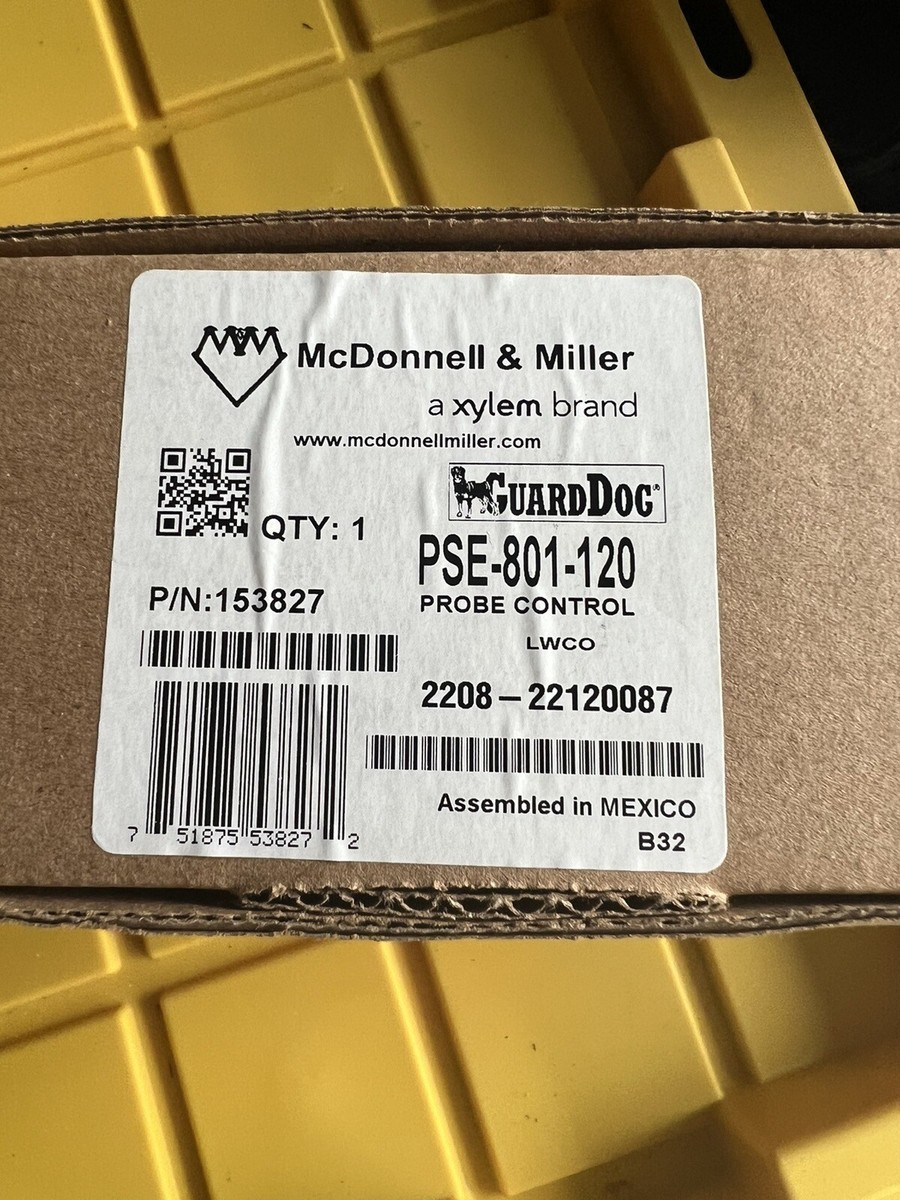 McDonnell & Miller
a xylem brand
www.mcdonnellmiller.com
GUARDDOG®
QTY: 1
PSE-801-120
P/N:153827
PROBE CONTROL
LWCO
2208-22120087
Assembled in MEXICO
7 51875 53827 2
B32